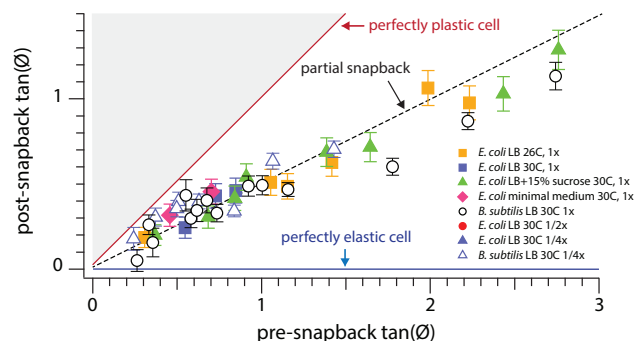 perfectly plastic cell
partial snapback
1
0
post-snapback tan(Ø)
E. coli LB 26C, 1x
E. coli LB 30C, 1x
E. coli LB+15% sucrose 30C, 1x
E. coli minimal medium 30C, 1x
B. subtilis LB 30C 1x
E. coli LB 30C 1/2x
E. coli LB 30C 1/4x
B. subtilis LB 30C 1/4x
perfectly elastic cell
0 1 2 3
pre-snapback tan(Ø)